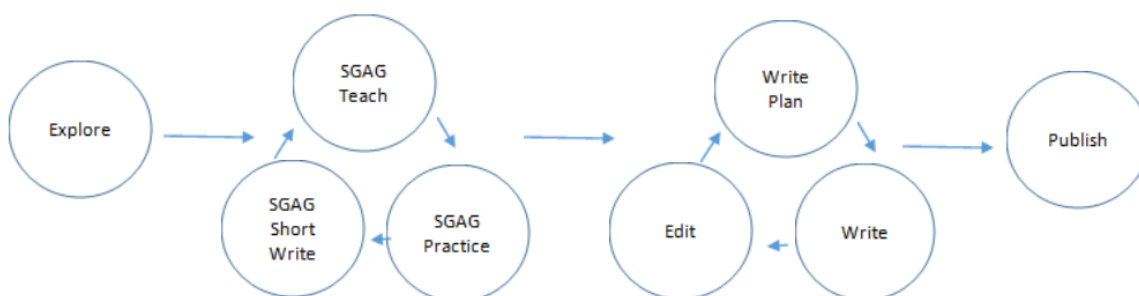 Explore
SGAG
Teach
SGAG
Practice
SGAG
Short
Write
Write
Plan
Write
Edit
Publish